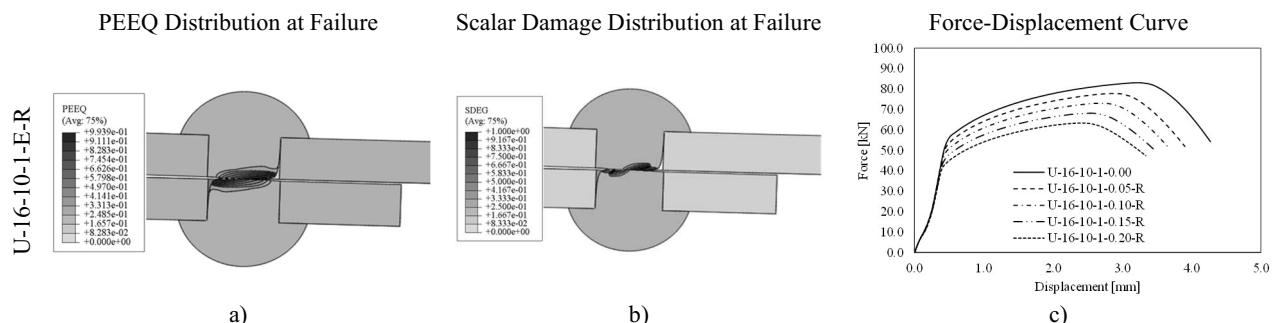 PEEQ Distribution at Failure
Scalar Damage Distribution at Failure
Force-Displacement Curve
U-16-10-1-E-R
PEEQ
(Avg: 75%)
+9.939e-01
+9.111e-01
+8.283e-01
+7.454e-01
+6.626e-01
+5.798e-01
+4.970e-01
+4.141e-01
+3.313e-01
+2.485e-01
+1.657e-01
+8.283e-02
+0.000e+00
SDEG
(Avg: 75%)
+1.000e+00
+9.167e-01
+8.333e-01
+7.500e-01
+6.667e-01
+5.833e-01
+5.000e-01
+4.167e-01
+3.333e-01
+2.500e-01
+1.667e-01
+8.333e-02
+0.000e+00
Force [kN]
100.0
90.0
80.0
70.0
60.0
50.0
40.0
30.0
20.0
10.0
0.0
U-16-10-1-0.00
U-16-10-1-0.05-R
U-16-10-1-0.10-R
U-16-10-1-0.15-R
U-16-10-1-0.20-R
0.0 1.0 2.0 3.0 4.0 5.0
Displacement [mm]
a) b) c)